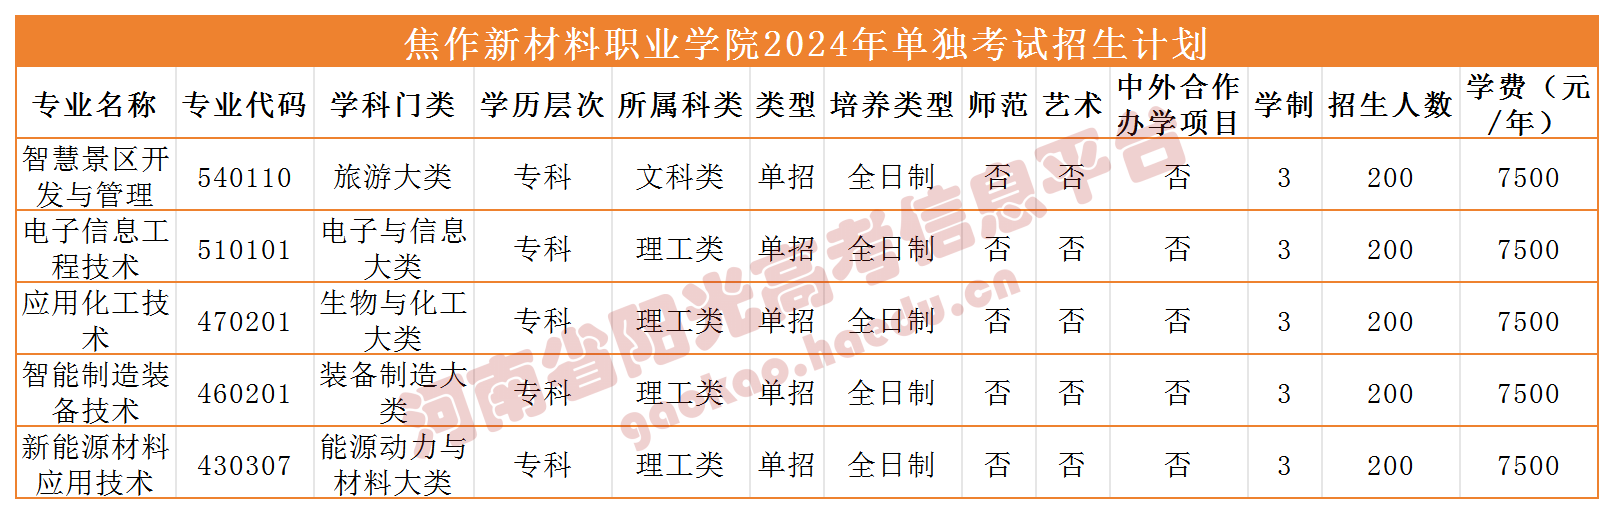 焦作新材料职业学院2024年单独考试招生计划
专业名称 专业代码 学科门类 学历层次 所属科类 类型 培养类型 师范 艺术 中外合作办学项目 学制 招生人数 学费（元/年）
智慧景区开发与管理 540110 旅游大类 专科 文科类 单招 全日制 否 否 否 3 200 7500
电子信息工程技术 510101 电子与信息大类 专科 理工类 单招 全日制 否 否 否 3 200 7500
应用化工技术 470201 生物与化工大类 专科 理工类 单招 全日制 否 否 否 3 200 7500
智能制造装备技术 460201 装备制造大类 专科 理工类 单招 全日制 否 否 否 3 200 7500
新能源材料应用技术 430307 能源动力与材料大类 专科 理工类 单招 全日制 否 否 否 3 200 7500
河南省阳光高考信息平台
gaokao.haedu.cn